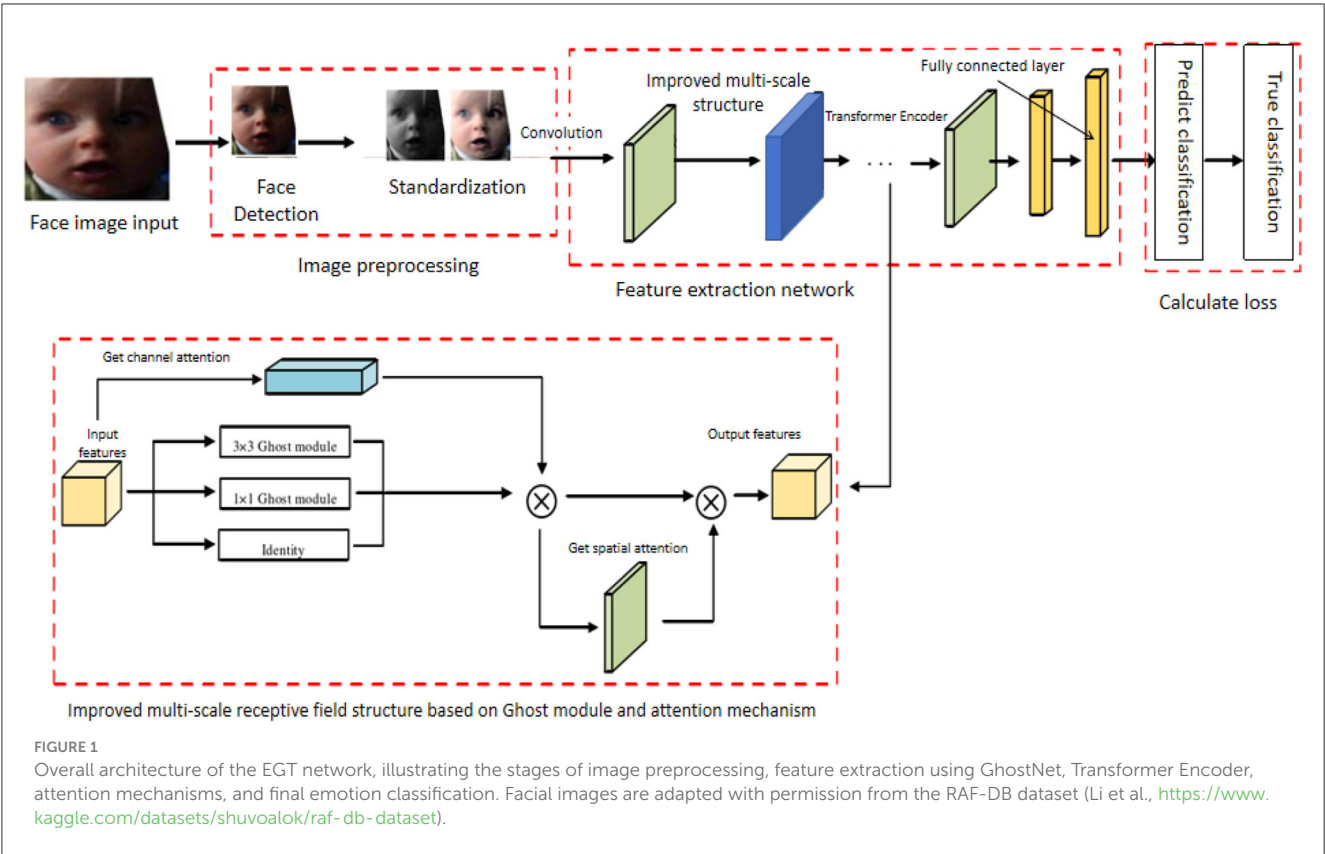 Face image input
Face
Detection
Standardization
Image preprocessing
Convolution
Improved multi-scale
structure
Transformer Encoder
...
Fully connected layer
Feature extraction network
Predict classification
True classification
Calculate loss
Get channel attention
Input
features
3×3 Ghost module
1×1 Ghost module
Identity
Get spatial attention
Output features
Improved multi-scale receptive field structure based on Ghost module and attention mechanism
FIGURE 1
Overall architecture of the EGT network, illustrating the stages of image preprocessing, feature extraction using GhostNet, Transformer Encoder,
attention mechanisms, and final emotion classification. Facial images are adapted with permission from the RAF-DB dataset (Li et al., https://www.
kaggle.com/datasets/shuvoalok/raf-db-dataset).